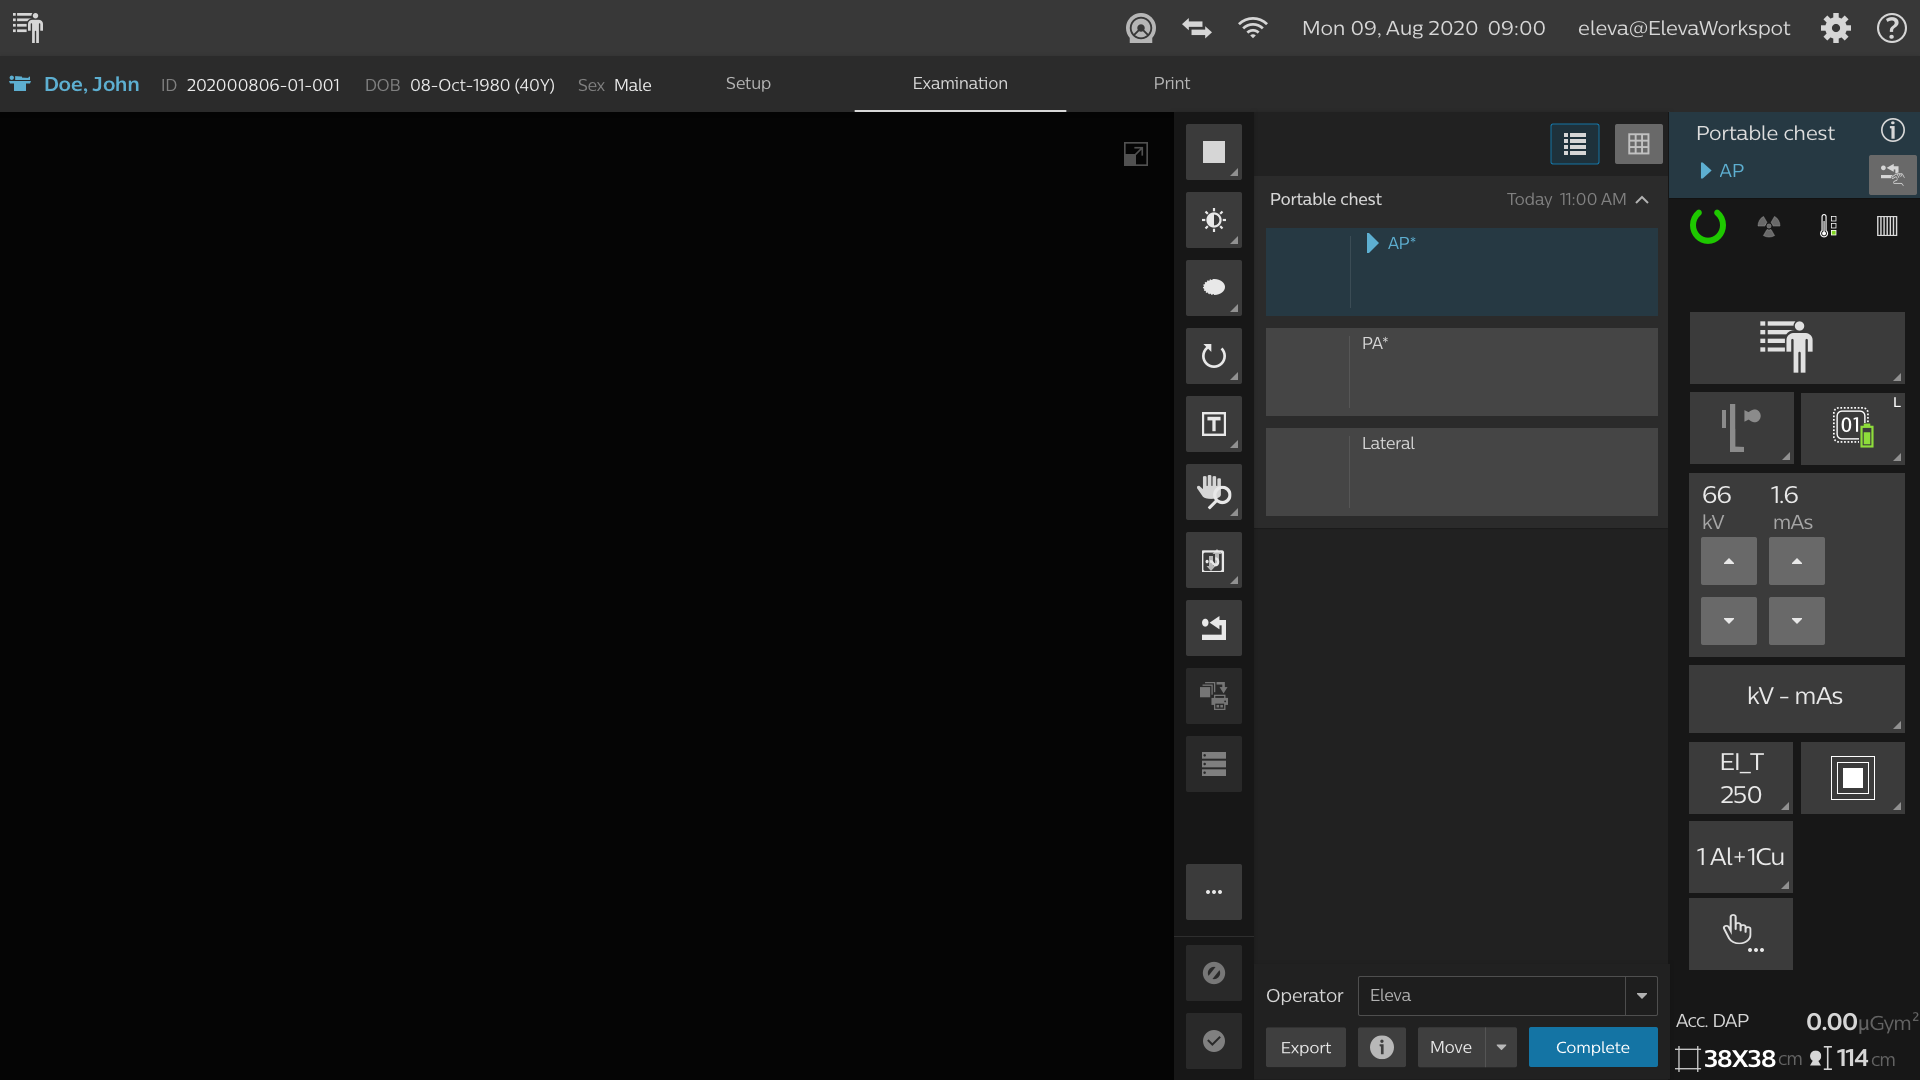 Mon 09, Aug 2020 09:00 eleva@ElevaWorkspot ?
Doe, John ID 202000806-01-001 DOB 08-Oct-1980 (40Y) Sex Male Setup Examination Print
Portable chest i
AP
Portable chest Today 11:00 AM
AP*
PA*
Lateral
T
L
01
66 1.6
kV mAs
kV - mAs
EI_T
250
1 Al+1Cu
...
...
Operator Eleva
Export i Move Complete
Acc. DAP 0.00 µGym²
38X38 cm 114 cm